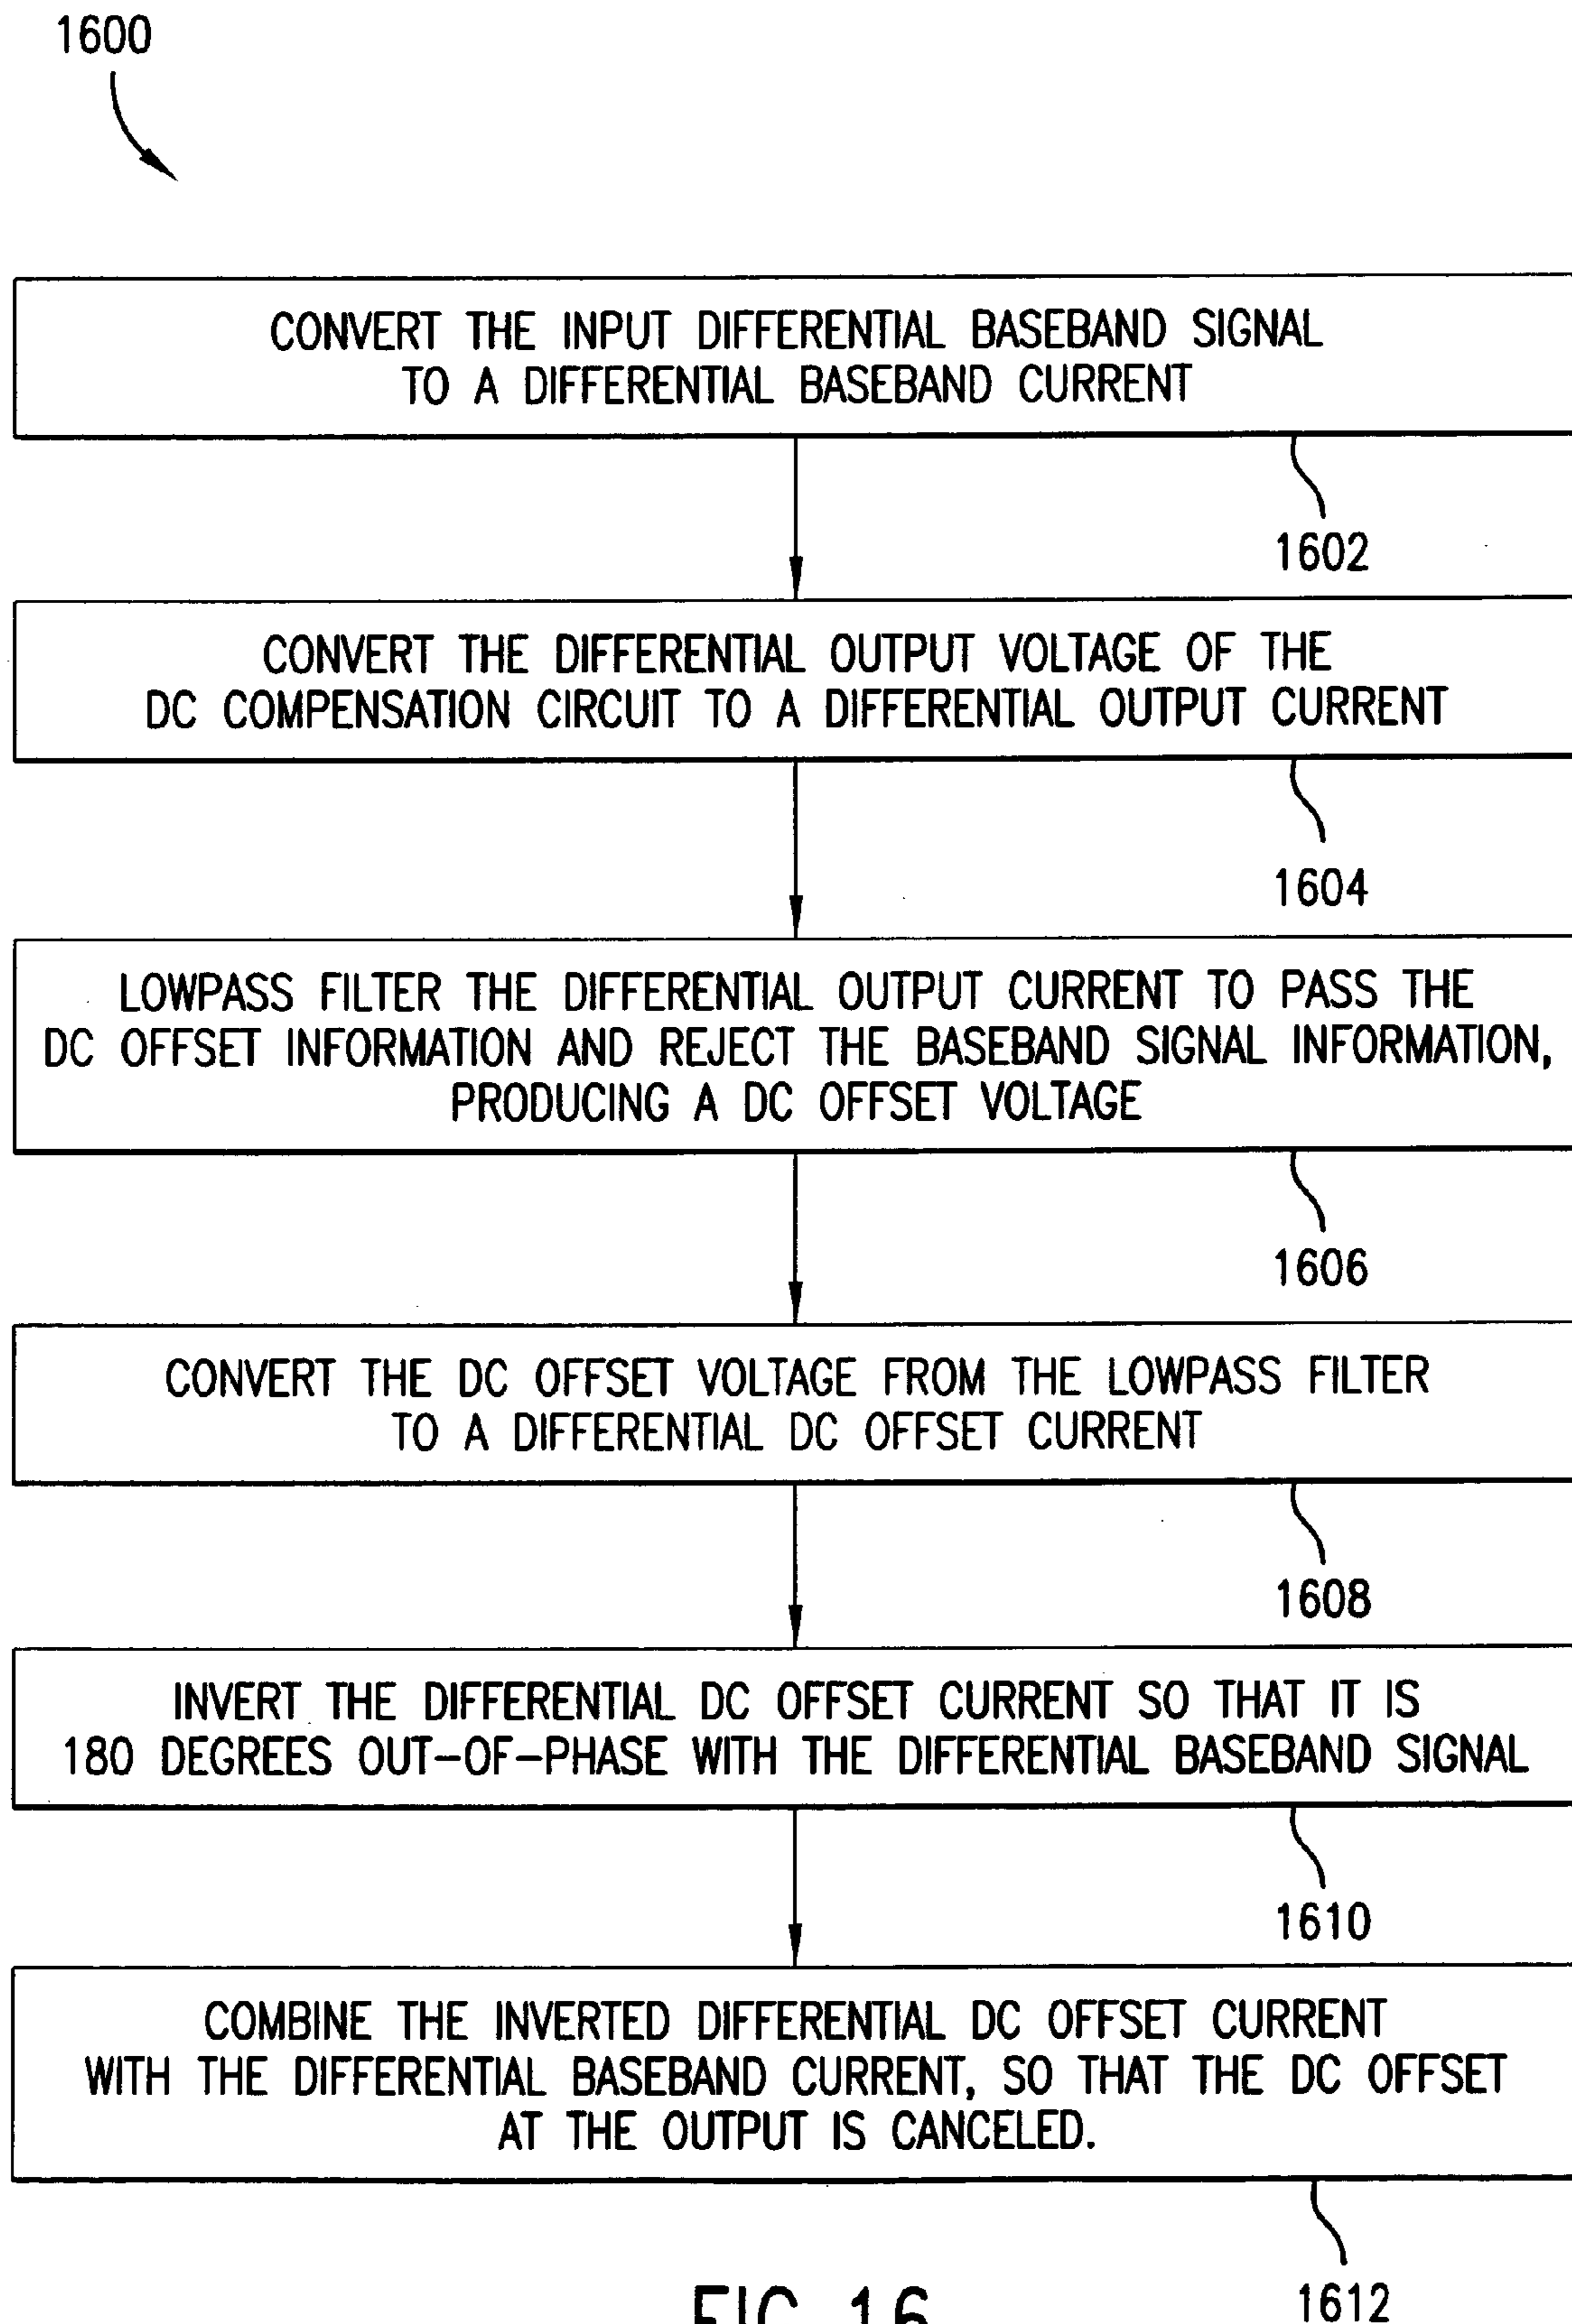 1600
CONVERT THE INPUT DIFFERENTIAL BASEBAND SIGNAL
TO A DIFFERENTIAL BASEBAND CURRENT
1602
CONVERT THE DIFFERENTIAL OUTPUT VOLTAGE OF THE
DC COMPENSATION CIRCUIT TO A DIFFERENTIAL OUTPUT CURRENT
1604
LOWPASS FILTER THE DIFFERENTIAL OUTPUT CURRENT TO PASS THE
DC OFFSET INFORMATION AND REJECT THE BASEBAND SIGNAL INFORMATION,
PRODUCING A DC OFFSET VOLTAGE
1606
CONVERT THE DC OFFSET VOLTAGE FROM THE LOWPASS FILTER
TO A DIFFERENTIAL DC OFFSET CURRENT
1608
INVERT THE DIFFERENTIAL DC OFFSET CURRENT SO THAT IT IS
180 DEGREES OUT-OF-PHASE WITH THE DIFFERENTIAL BASEBAND SIGNAL
1610
COMBINE THE INVERTED DIFFERENTIAL DC OFFSET CURRENT
WITH THE DIFFERENTIAL BASEBAND CURRENT, SO THAT THE DC OFFSET
AT THE OUTPUT IS CANCELED.
1612
FIG.16